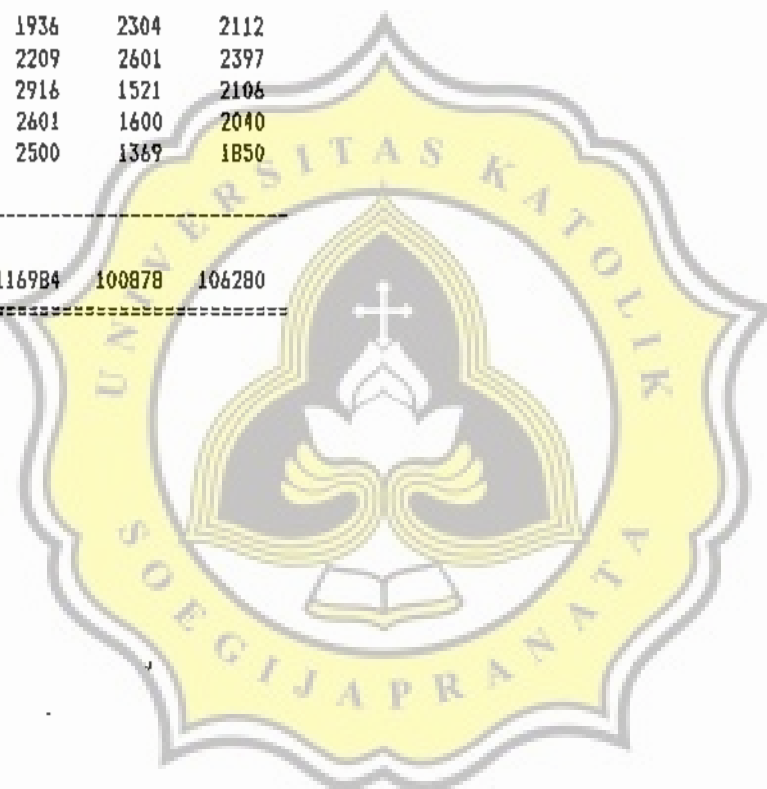 1936 2304 2112
2209 2601 2397
2916 1521 2106
2601 1600 2040
2500 1369 1850
116984 100878 106280
UNIVERSITAS KATOLIK
SOEGIJAPRANATA